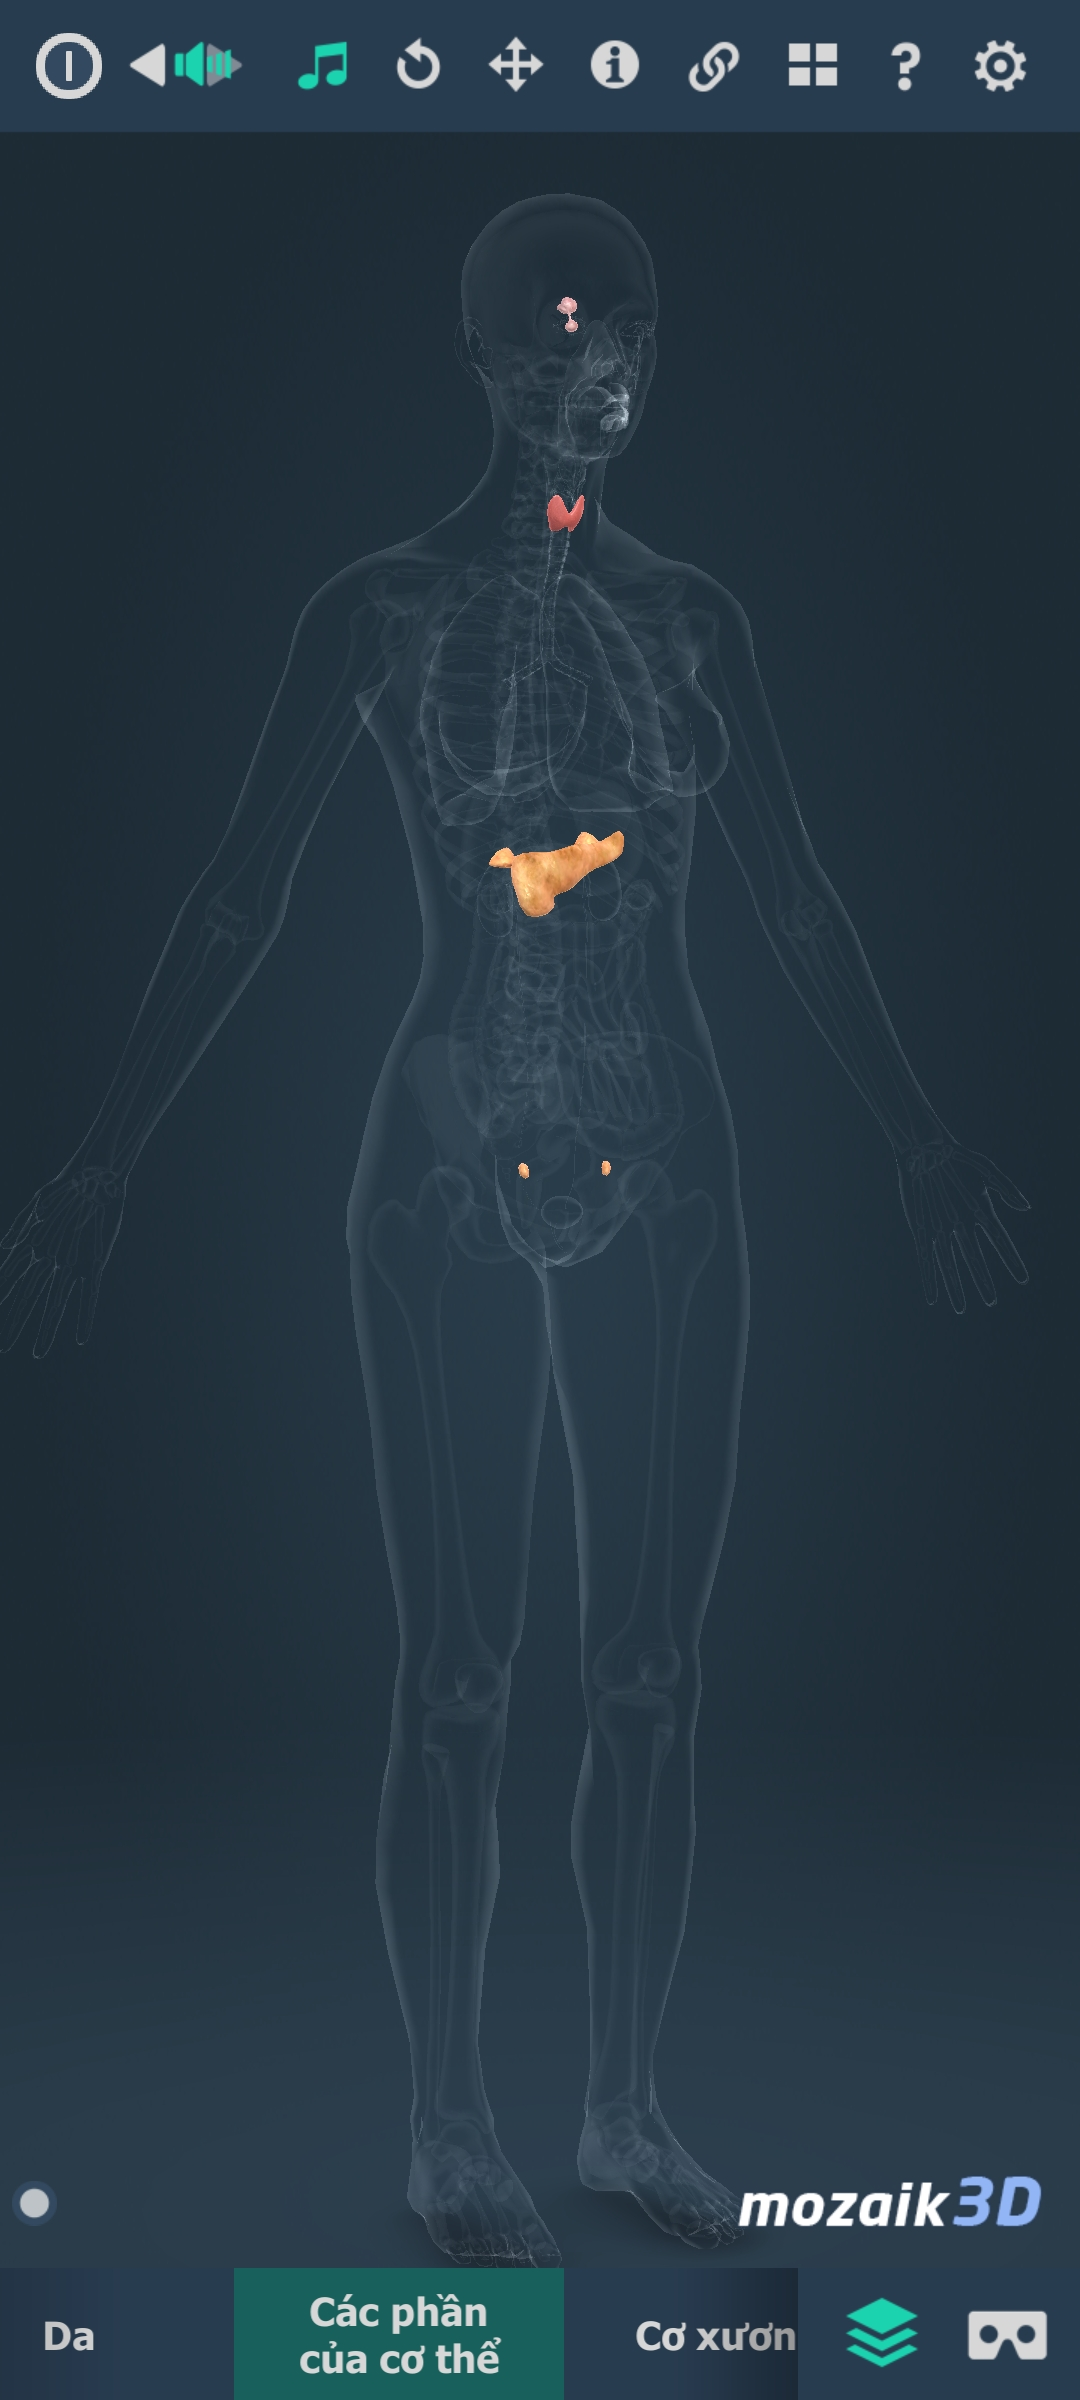 mozaik3D
Da
Các phần
của cơ thể
Cơ xươn